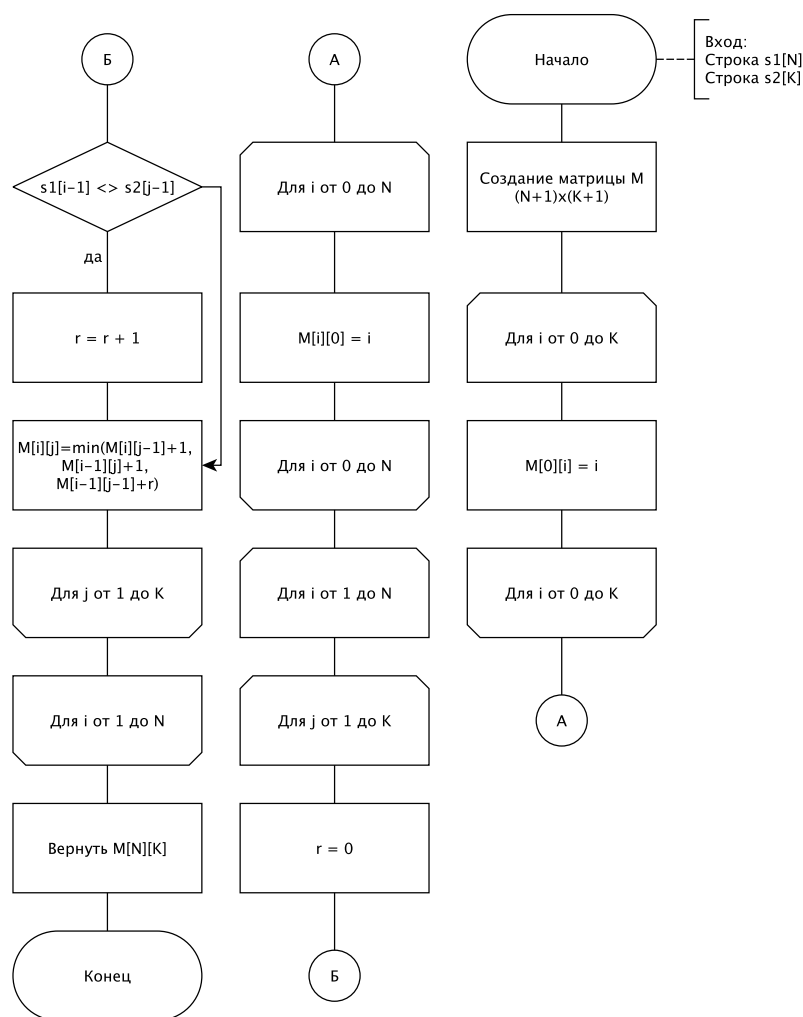 Б
s1[i-1] <> s2[j-1]
да
r = r + 1
M[i][j]=min(M[i][j-1]+1,
M[i-1][j]+1,
M[i-1][j-1]+r)
Для j от 1 до K
Для i от 1 до N
Вернуть M[N][K]
Конец
А
Для i от 0 до N
M[i][0] = i
Для i от 0 до N
Для i от 1 до N
Для j от 1 до K
r = 0
Б
Начало
Вход:
Строка s1[N]
Строка s2[K]
Создание матрицы M
(N+1)x(K+1)
Для i от 0 до K
M[0][i] = i
Для i от 0 до K
А